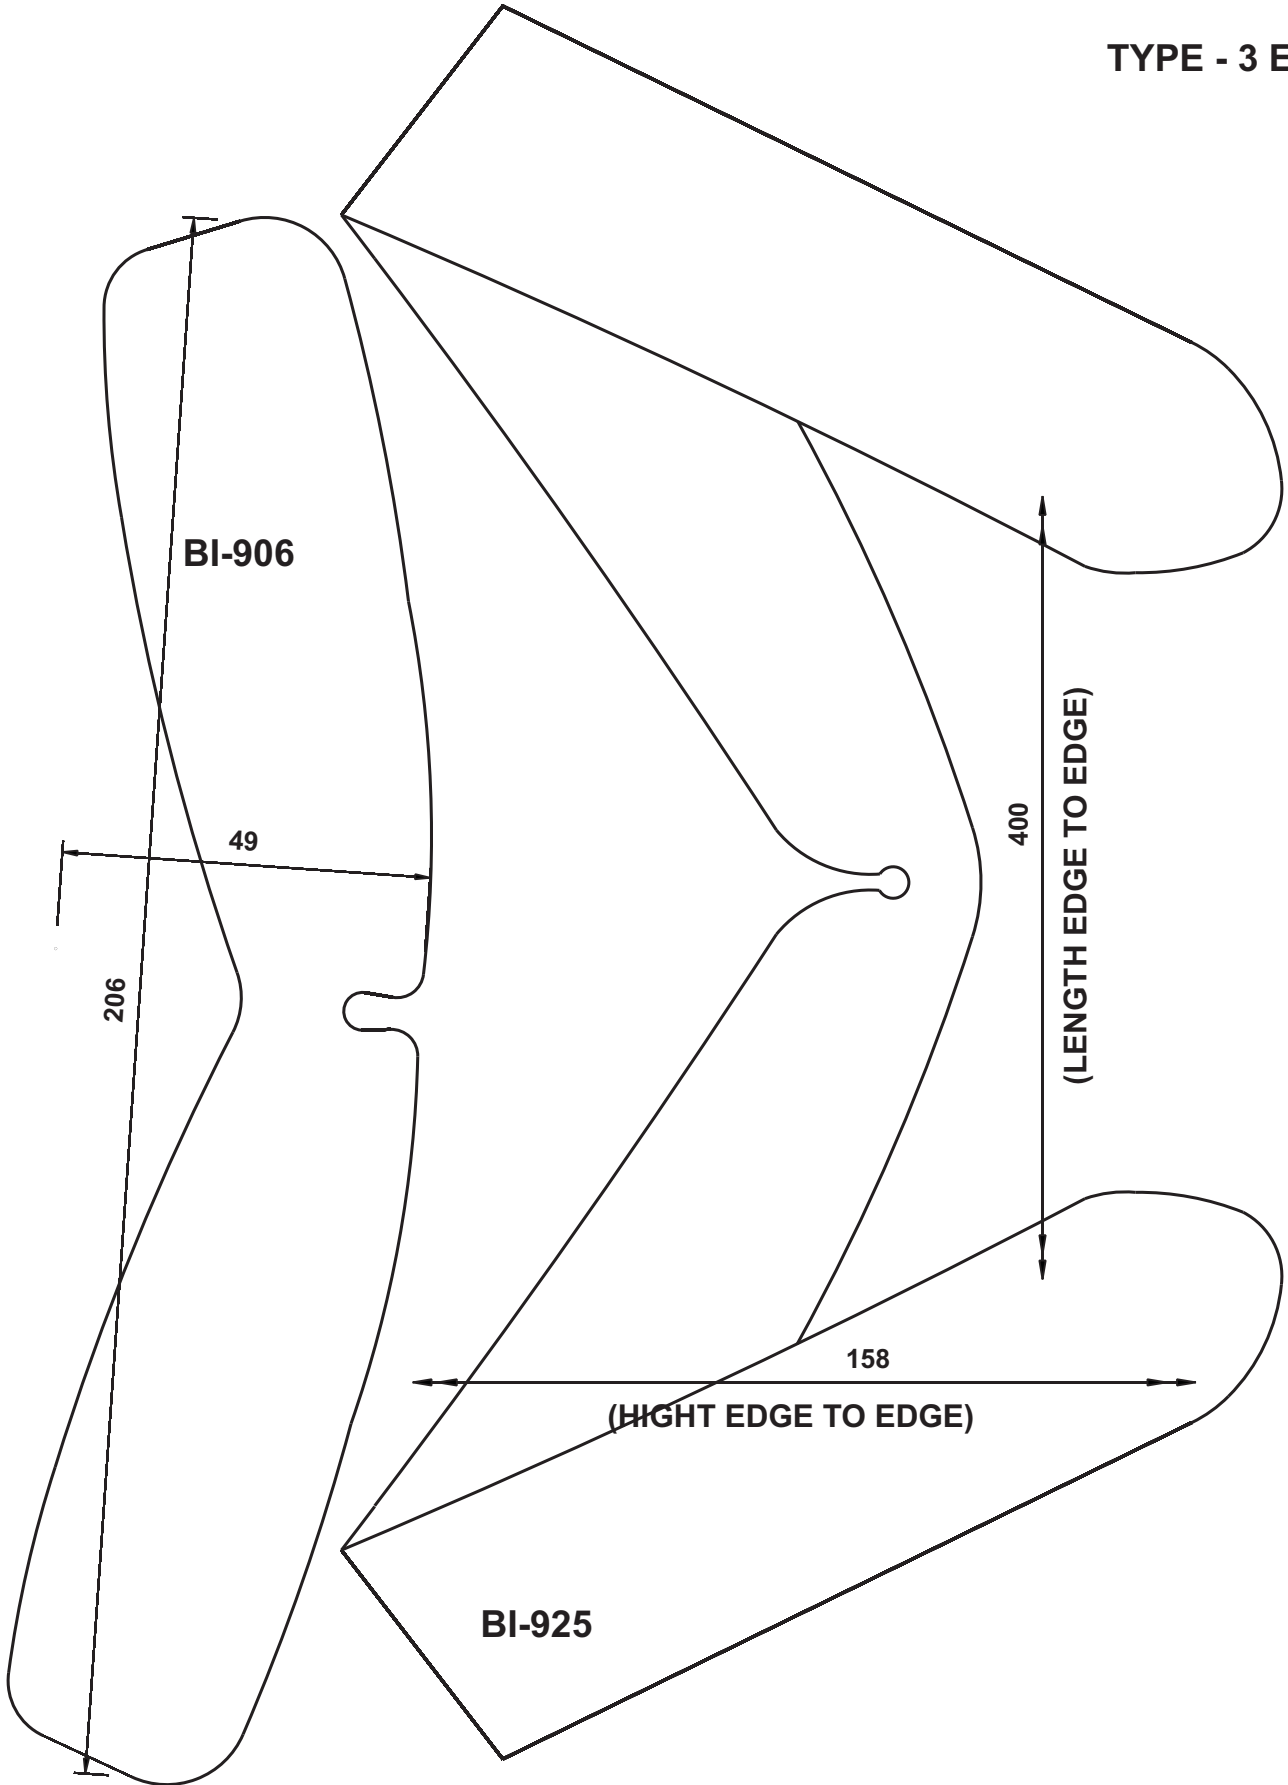 TYPE - 3 E
BI-906
49
206
400
(LENGTH EDGE TO EDGE)
158
(HIGHT EDGE TO EDGE)
BI-925